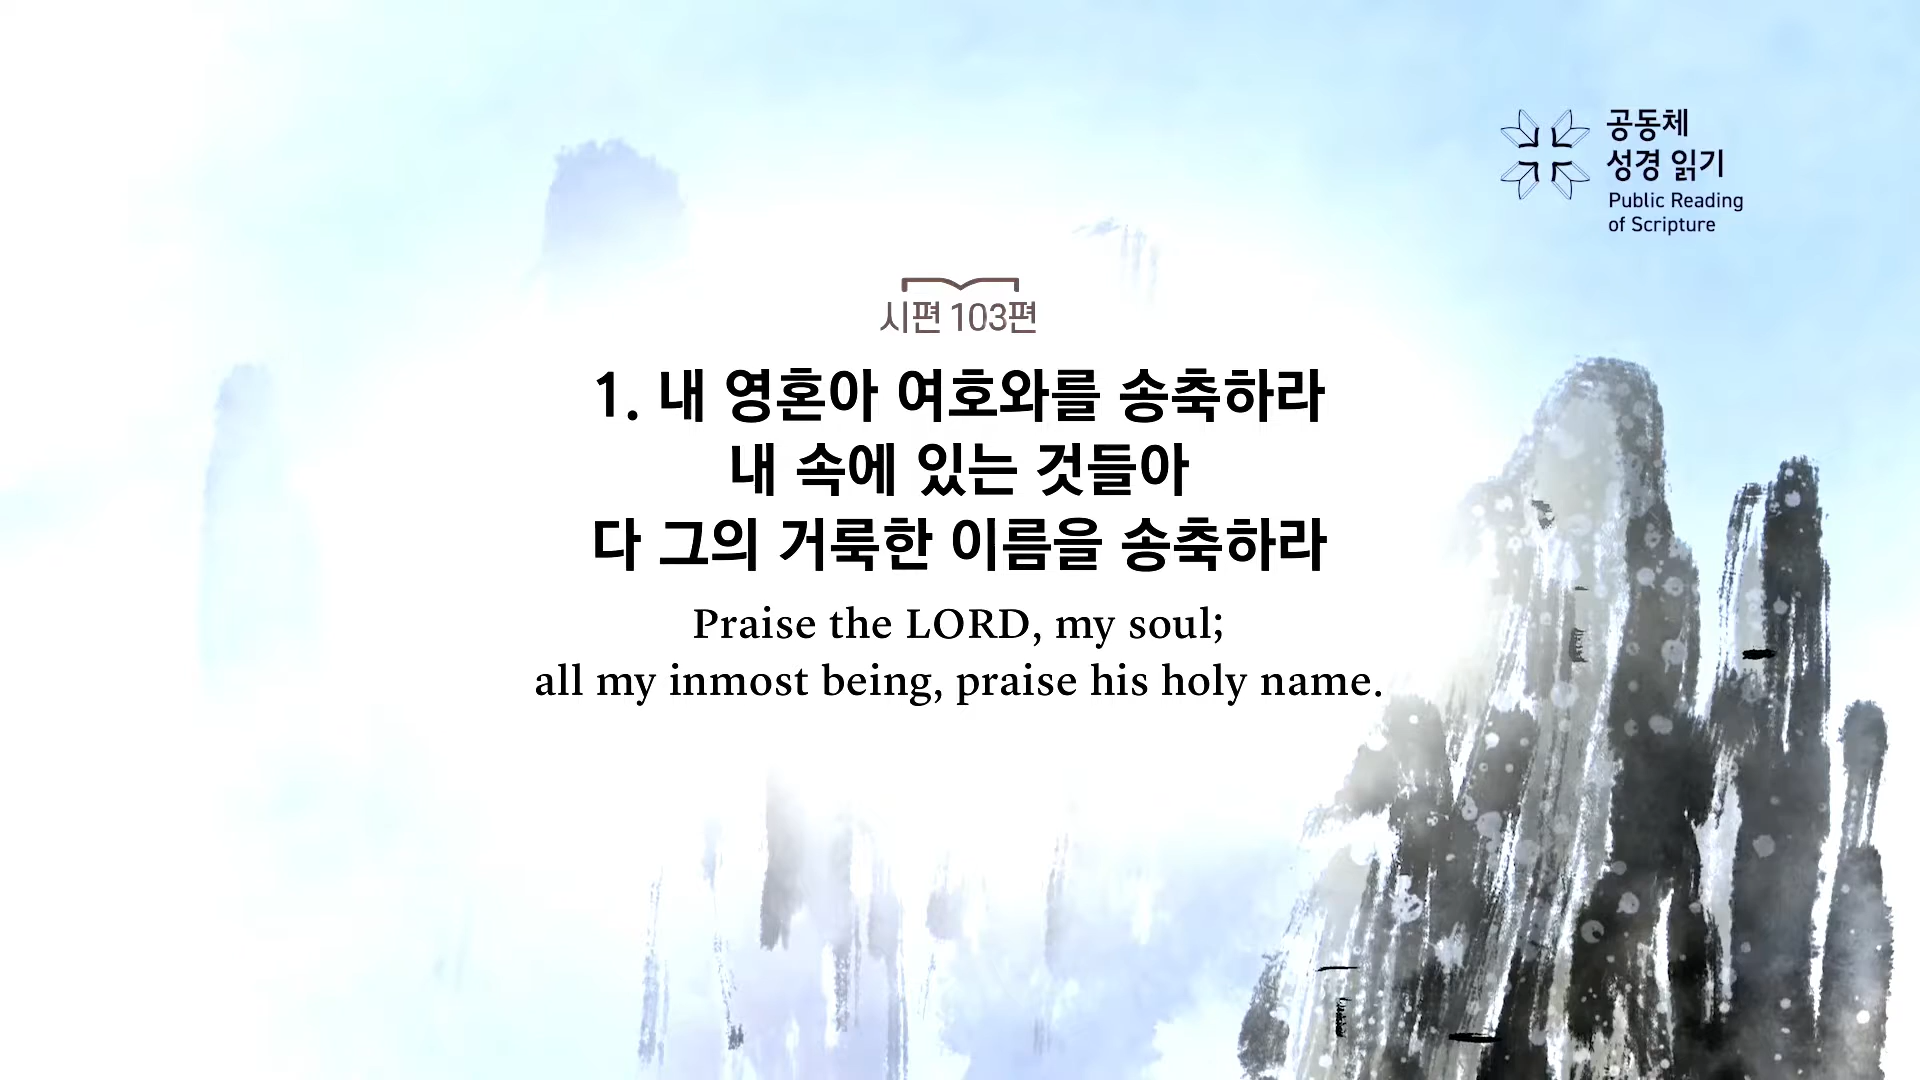 공동체
성경 읽기
Public Reading
of Scripture
시편 103편
1. 내 영혼아 여호와를 송축하라
내 속에 있는 것들아
다 그의 거룩한 이름을 송축하라
Praise the LORD, my soul;
all my inmost being, praise his holy name.